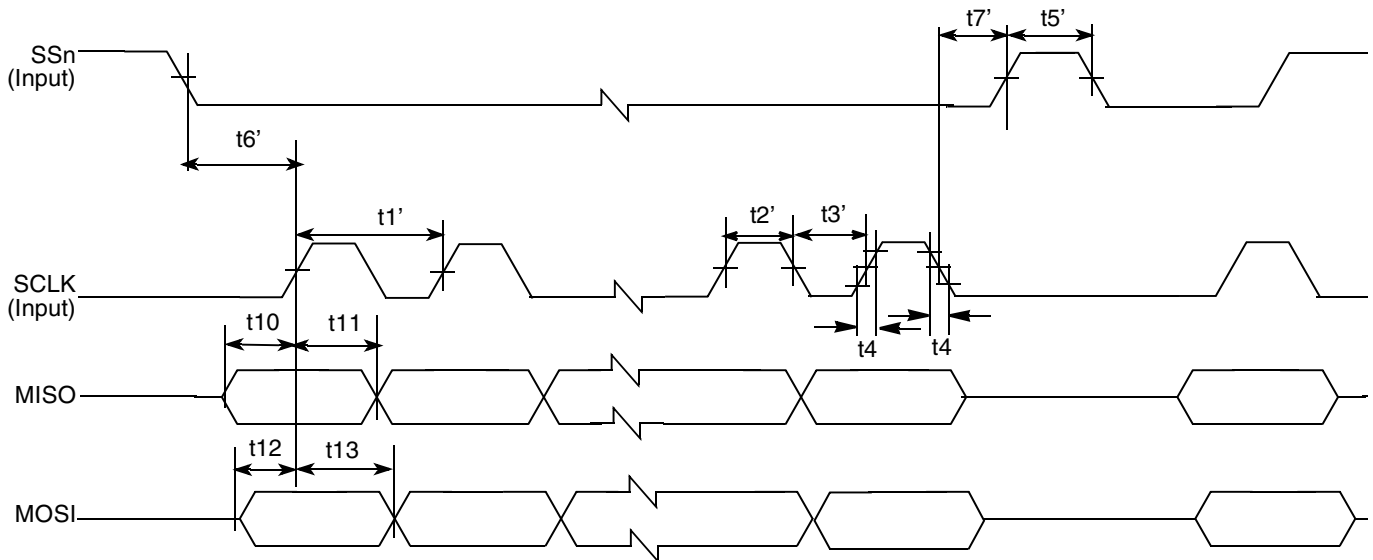 t7’ t5’
SSn
(Input)
t6’
t1’ t2’ t3’
SCLK
(Input)
t10 t11 t4 t4
MISO
t12 t13
MOSI